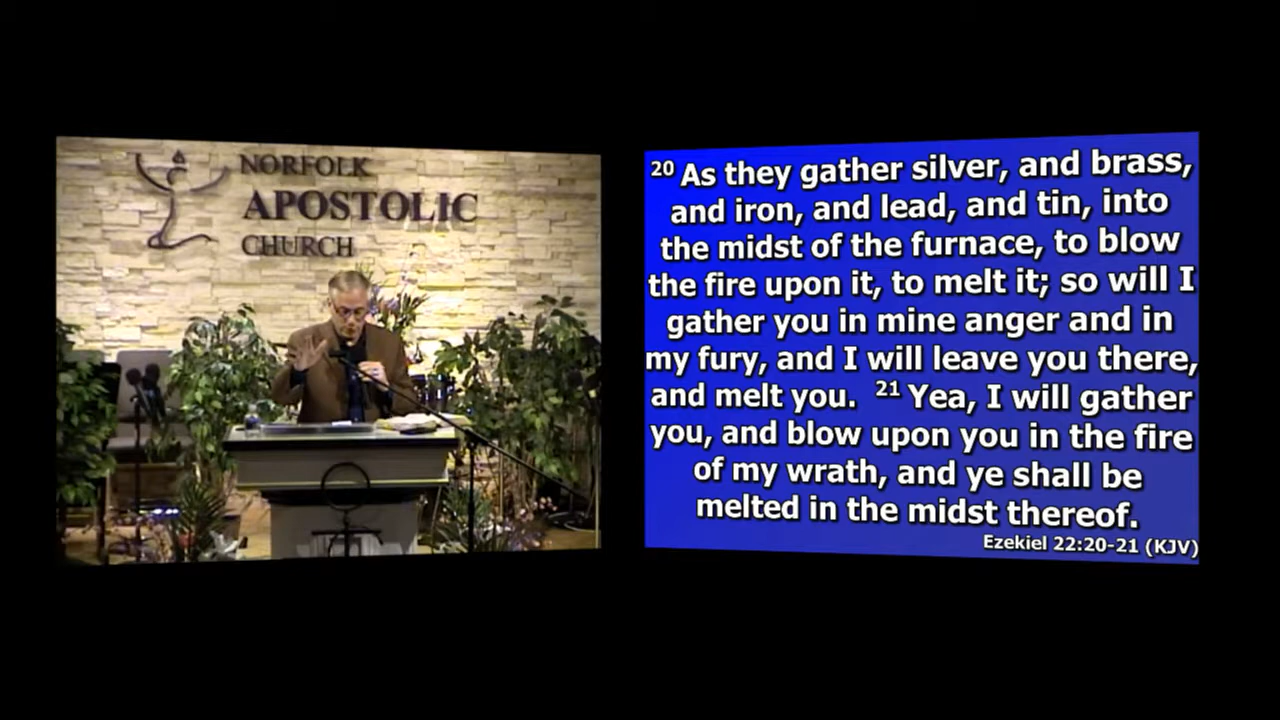 NORFOLK
APOSTOLIC
CHURCH
20 As they gather silver, and brass,
and iron, and lead, and tin, into
the midst of the furnace, to blow
the fire upon it, to melt it; so will I
gather you in mine anger and in
my fury, and I will leave you there,
and melt you. 21 Yea, I will gather
you, and blow upon you in the fire
of my wrath, and ye shall be
melted in the midst thereof.
Ezekiel 22:20-21 (KJV)